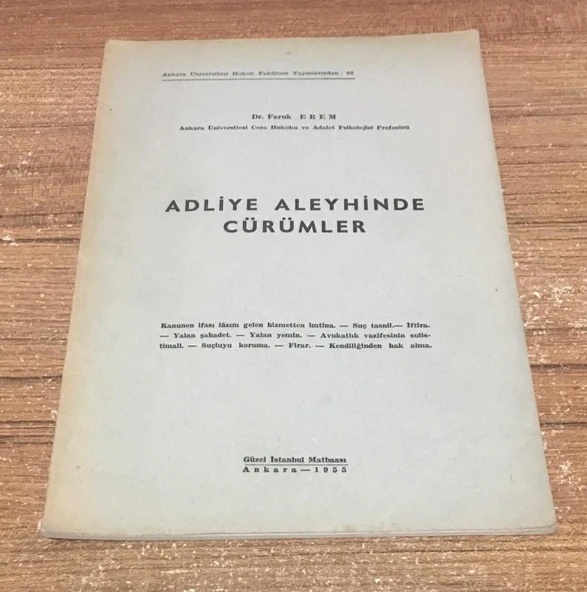 Ankara Üniversitesi Hukuk Fakültesi Yayınlarından : 86
Dr. Faruk EREM
Ankara Üniversitesi Ceza Hukuku ve Adalet Psikolojisi Profesörü
ADLİYE ALEYHİNDE
CÜRÜMLER
Kanunen ifası lâzım gelen hizmetten imtina. — Suç tasnii.— İftira.
— Yalan şahadet. — Yalan yemin. — Avukatlık vazifesinin suiis-
timali. — Suçluyu koruma. — Firar. — Kendiliğinden hak alma.
Güzel İstanbul Matbaası
Ankara — 1955